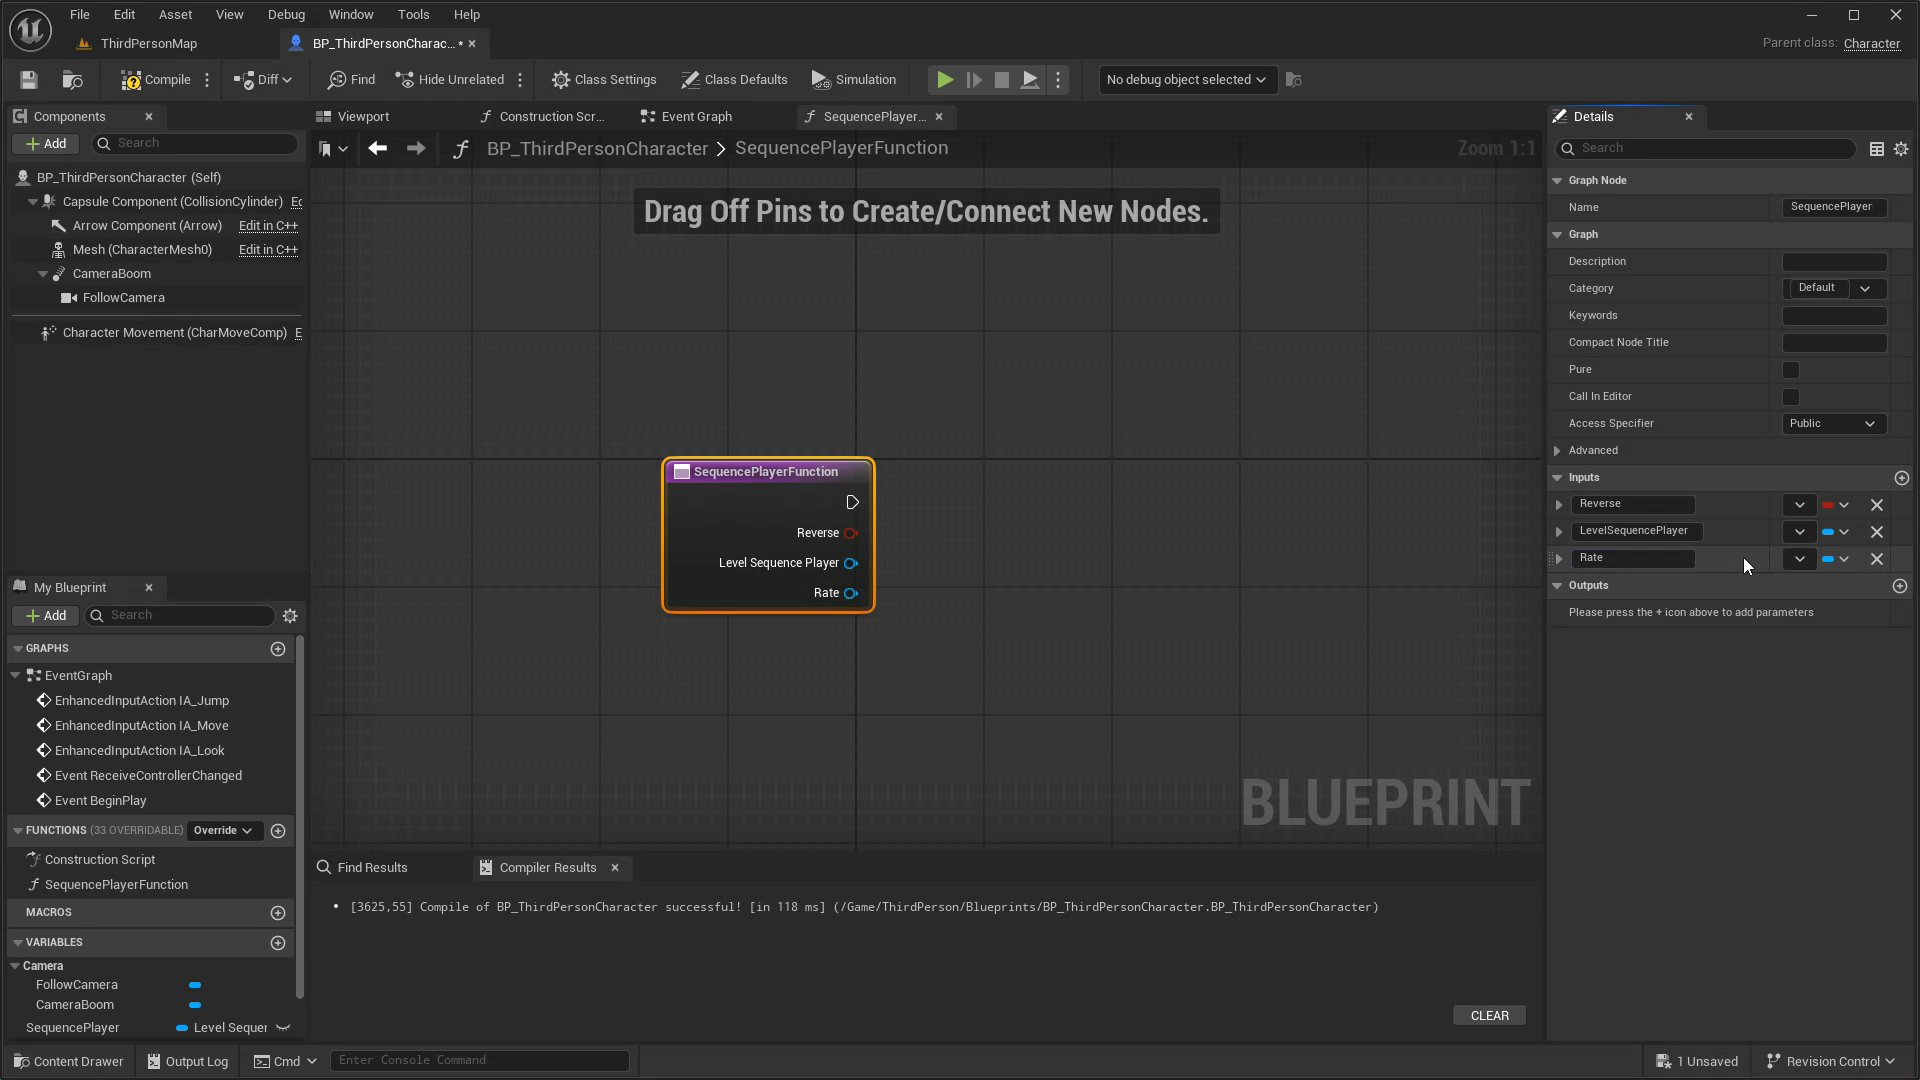 File Edit Asset View Debug Window Tools Help
ThirdPersonMap
BP_ThirdPersonCharac... •
Parent class: Character
Compile
Diff
Find
Hide Unrelated
Class Settings
Class Defaults
Simulation
No debug object selected
Components
Add
Search
BP_ThirdPersonCharacter (Self)
Capsule Component (CollisionCylinder)
Arrow Component (Arrow) Edit in C++
Mesh (CharacterMesh0) Edit in C++
CameraBoom
FollowCamera
Character Movement (CharMoveComp) E
Viewport
Construction Scr...
Event Graph
SequencePlayer...
BP_ThirdPersonCharacter > SequencePlayerFunction
Zoom 1:1
Drag Off Pins to Create/Connect New Nodes.
SequencePlayerFunction
Reverse
Level Sequence Player
Rate
BLUEPRINT
Details
Search
Graph Node
Name SequencePlayer
Graph
Description
Category Default
Keywords
Compact Node Title
Pure
Call In Editor
Access Specifier Public
Advanced
Inputs
Reverse
LevelSequencePlayer
Rate
Outputs
Please press the + icon above to add parameters
My Blueprint
Add
Search
GRAPHS
EventGraph
EnhancedInputAction IA_Jump
EnhancedInputAction IA_Move
EnhancedInputAction IA_Look
Event ReceiveControllerChanged
Event BeginPlay
FUNCTIONS (33 OVERRIDABLE) Override
Construction Script
SequencePlayerFunction
MACROS
VARIABLES
Camera
FollowCamera
CameraBoom
SequencePlayer Level Sequer
Find Results
Compiler Results
• [3625,55] Compile of BP_ThirdPersonCharacter successful! [in 118 ms] (/Game/ThirdPerson/Blueprints/BP_ThirdPersonCharacter.BP_ThirdPersonCharacter)
CLEAR
Content Drawer
Output Log
Cmd
Enter Console Command
1 Unsaved
Revision Control